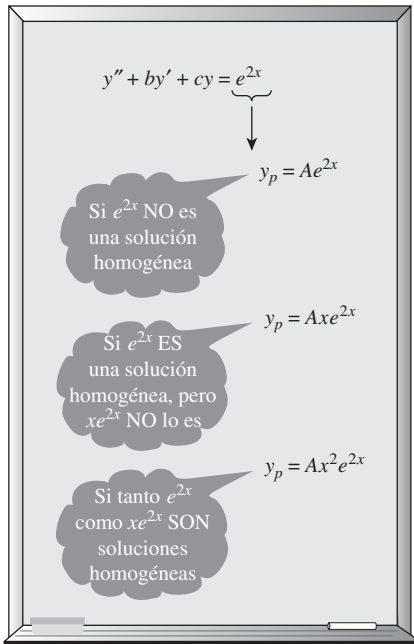 y″ + by′ + cy = e^{2x}
y_p = Ae^{2x}
Si e^{2x} NO es
una solución
homogénea
y_p = Axe^{2x}
Si e^{2x} ES
una solución
homogénea, pero
xe^{2x} NO lo es
y_p = Ax^2e^{2x}
Si tanto e^{2x}
como xe^{2x} SON
soluciones
homogéneas